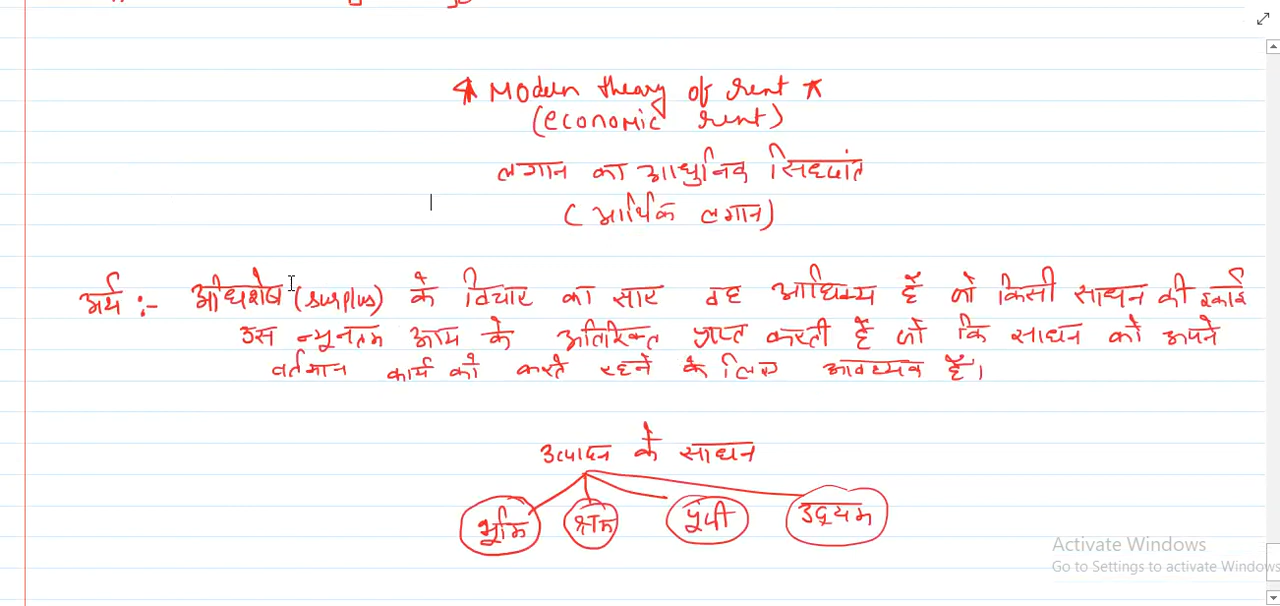 * Modern theory of rent *
(economic rent)
लगान का आधुनिक सिध्दांत
(आर्थिक लगान)
अर्थ :- अधिशेष (surplus) के विचार का सार वह आधिक्य हैं जो किसी साधन की इकाई
उस न्यूनतम आय के अतिरिक्त प्राप्त करती हैं जो कि साधन को अपने
वर्तमान कार्य को करते रहने के लिए आवश्यक हैं।
उत्पादन के साधन
भूमि श्रम पूंजी उद्यम
Activate Windows
Go to Settings to activate Windows